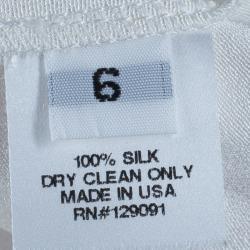 6
100% SILK
DRY CLEAN ONLY
MADE IN USA
RN#129091